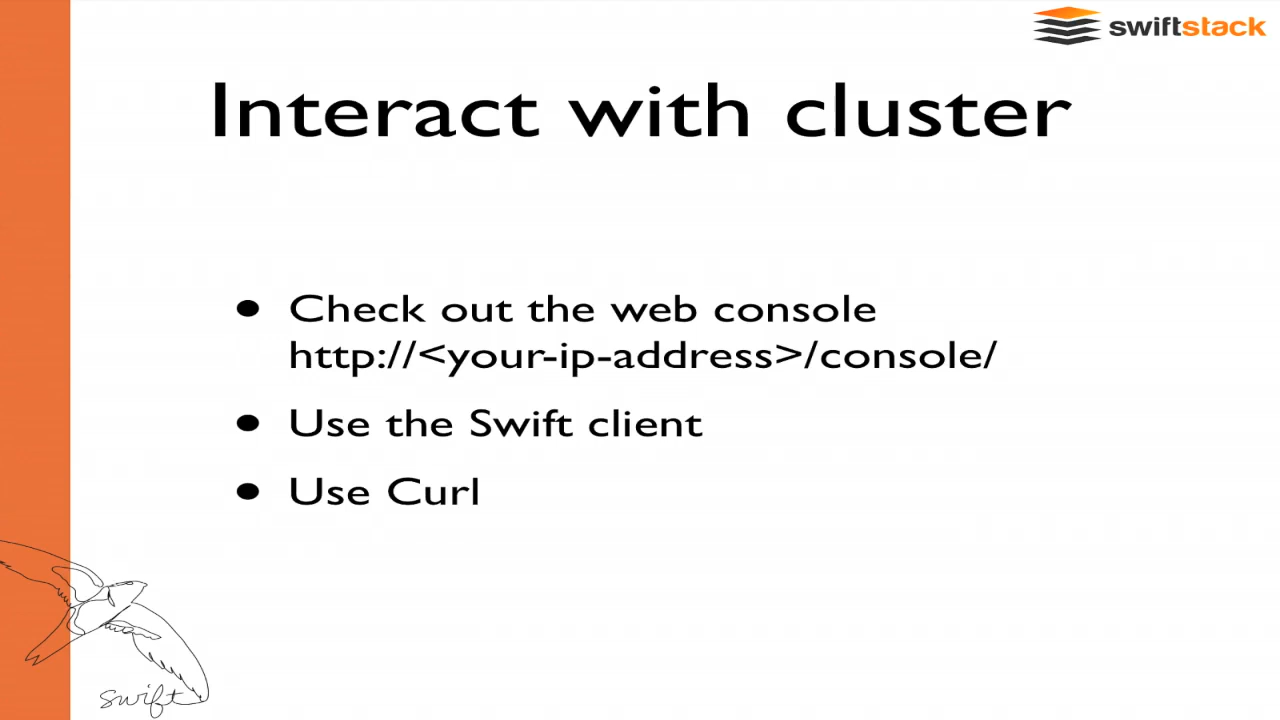 swiftstack
Interact with cluster
• Check out the web console
http://<your-ip-address>/console/
• Use the Swift client
• Use Curl
swift